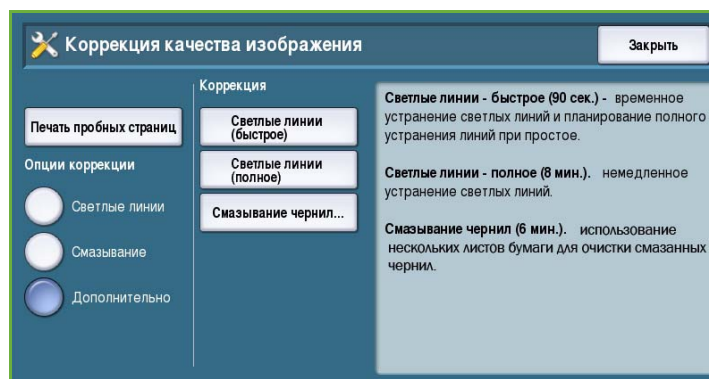 Коррекция качества изображения
Закрыть
Печать пробных страниц
Опции коррекции
Светлые линии
Смазывание
Дополнительно
Коррекция
Светлые линии
(быстрое)
Светлые линии
(полное)
Смазывание чернил...
Светлые линии - быстрое (90 сек.) - временное
устранение светлых линий и планирование полного
устранения линий при простое.
Светлые линии - полное (8 мин.). немедленное
устранение светлых линий.
Смазывание чернил (6 мин.). использование
нескольких листов бумаги для очистки смазанных
чернил.